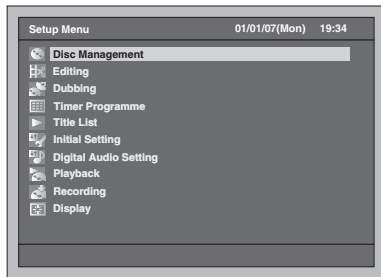 Setup Menu 01/01/07(Mon) 19:34
Disc Management
Editing
Dubbing
Timer Programme
Title List
Initial Setting
Digital Audio Setting
Playback
Recording
Display